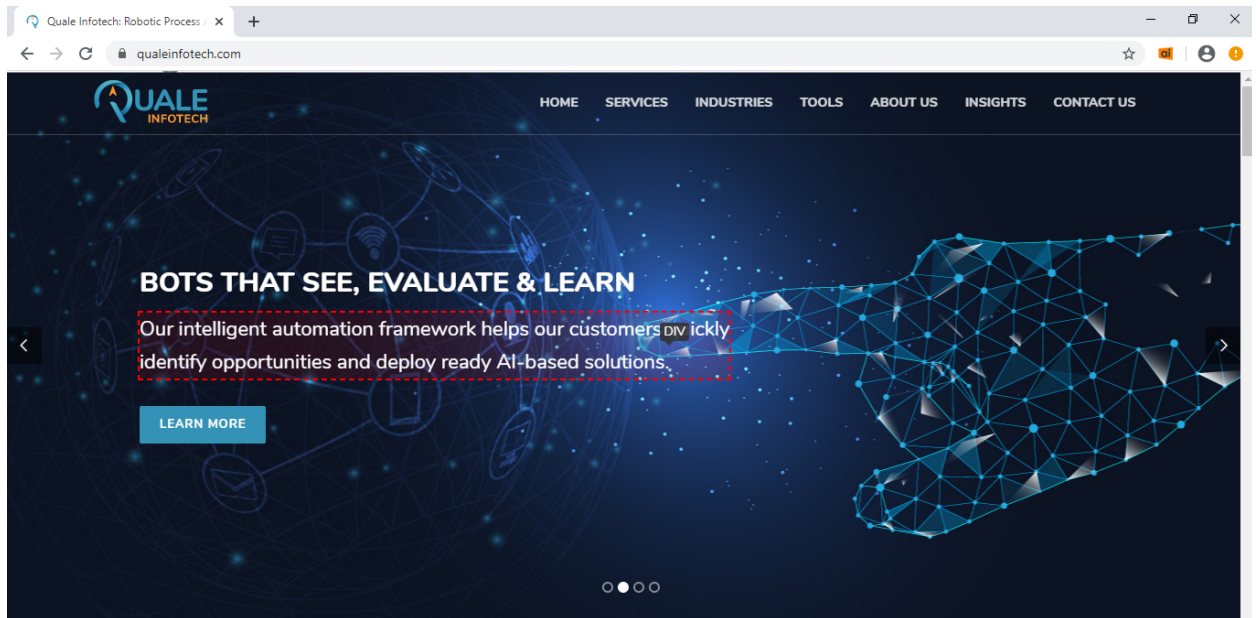 Quale Infotech: Robotic Process
qualeinfotech.com
QUALE
INFOTECH
HOME SERVICES INDUSTRIES TOOLS ABOUT US INSIGHTS CONTACT US
BOTS THAT SEE, EVALUATE & LEARN
Our intelligent automation framework helps our customers DIV ickly
identify opportunities and deploy ready AI-based solutions.
LEARN MORE